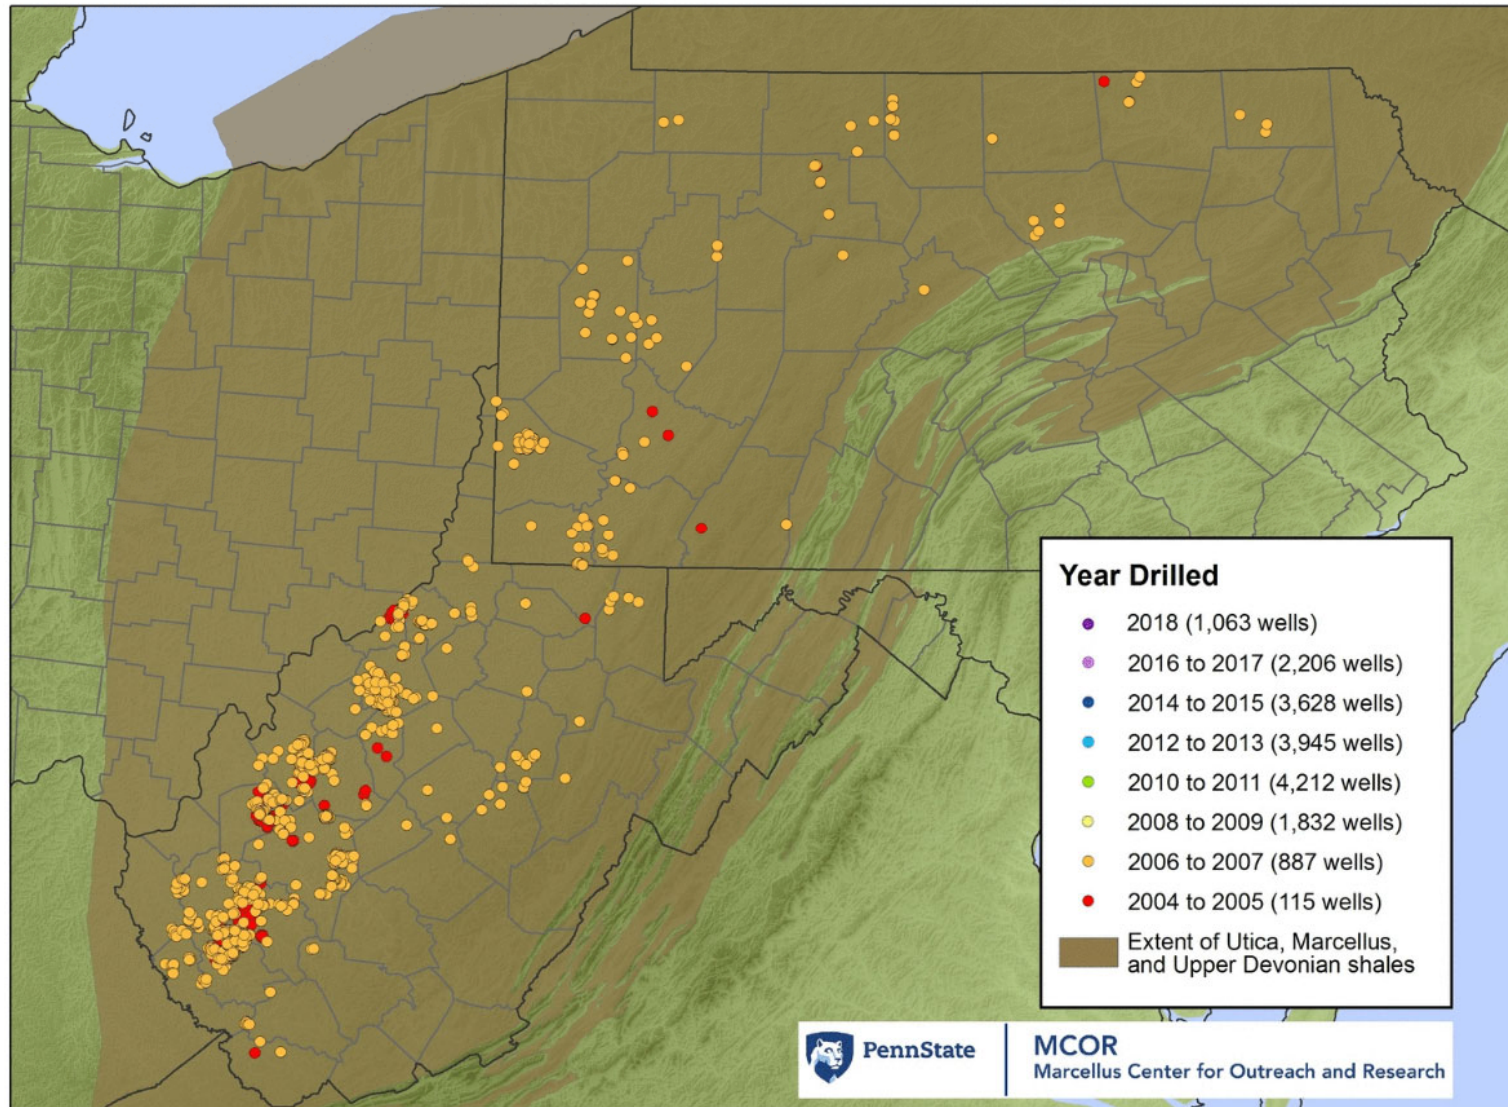 Year Drilled
2018 (1,063 wells)
2016 to 2017 (2,206 wells)
2014 to 2015 (3,628 wells)
2012 to 2013 (3,945 wells)
2010 to 2011 (4,212 wells)
2008 to 2009 (1,832 wells)
2006 to 2007 (887 wells)
2004 to 2005 (115 wells)
Extent of Utica, Marcellus,
and Upper Devonian shales
PennState
MCOR
Marcellus Center for Outreach and Research